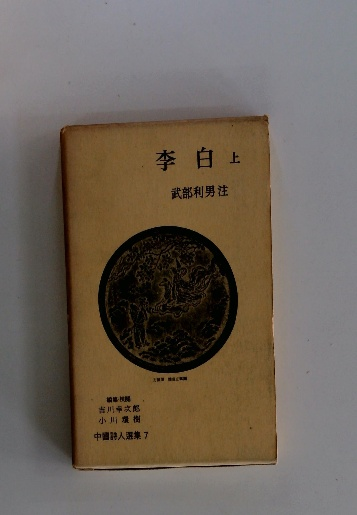 李白 上
武部利男注
編集・校閲
吉川幸次郎
小川環樹
中國詩人選集 7